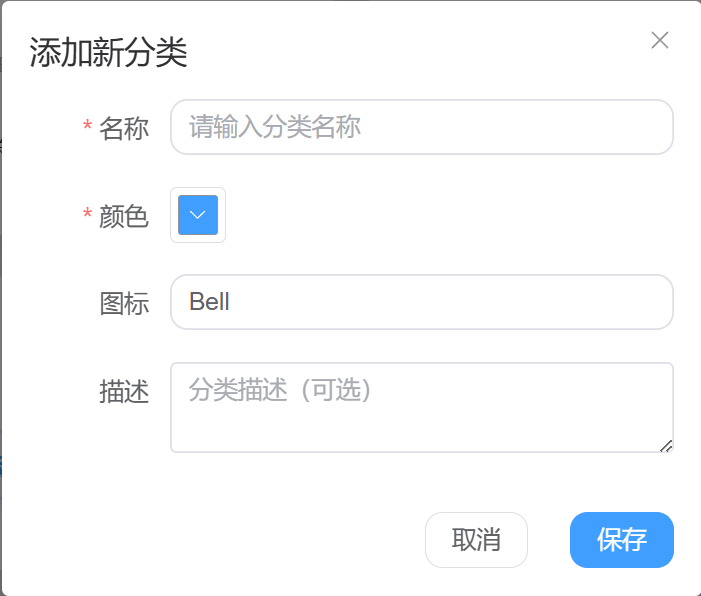 添加新分类
* 名称 请输入分类名称
* 颜色
图标 Bell
描述 分类描述（可选）
取消 保存